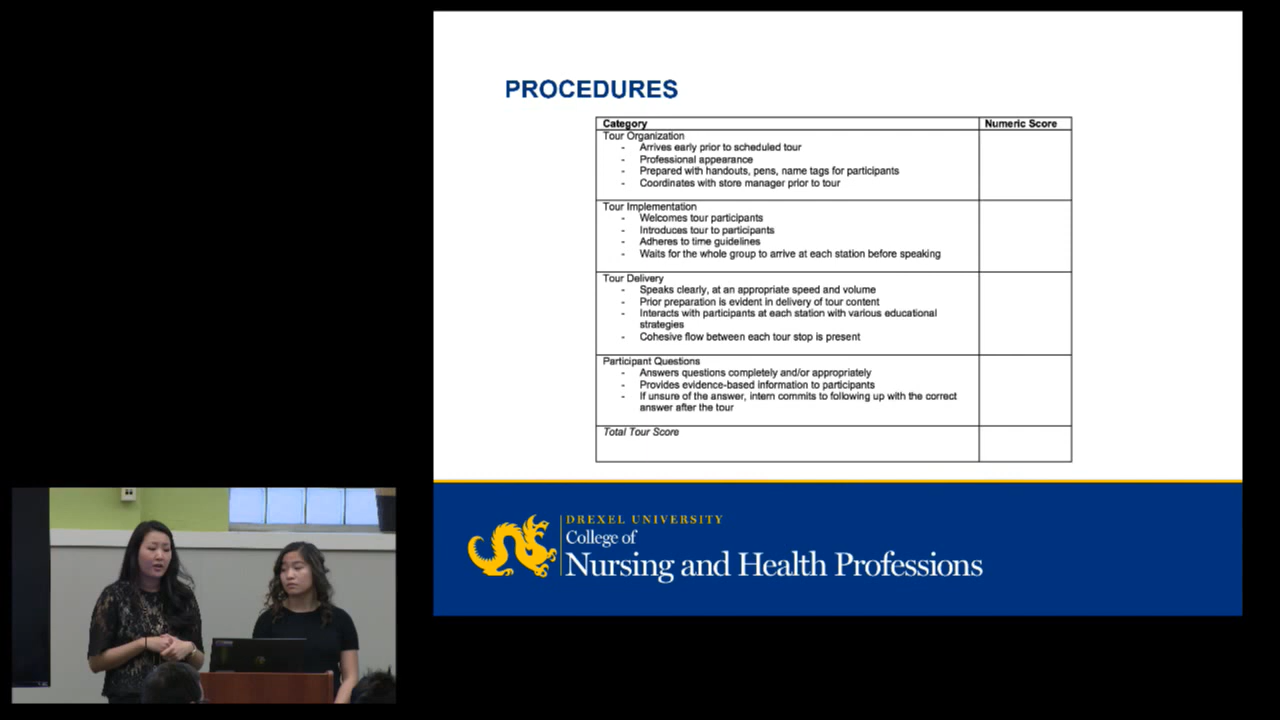 PROCEDURES
Category Numeric Score
Tour Organization
- Arrives early prior to scheduled tour
- Professional appearance
- Prepared with handouts, pens, name tags for participants
- Coordinates with store manager prior to tour
Tour Implementation
- Welcomes tour participants
- Introduces tour to participants
- Adheres to time guidelines
- Waits for the whole group to arrive at each station before speaking
Tour Delivery
- Speaks clearly, at an appropriate speed and volume
- Prior preparation is evident in delivery of tour content
- Interacts with participants at each station with various educational
strategies
- Cohesive flow between each tour stop is present
Participant Questions
- Answers questions completely and/or appropriately
- Provides evidence-based information to participants
- If unsure of the answer, intern commits to following up with the correct
answer after the tour
Total Tour Score
DREXEL UNIVERSITY
College of
Nursing and Health Professions